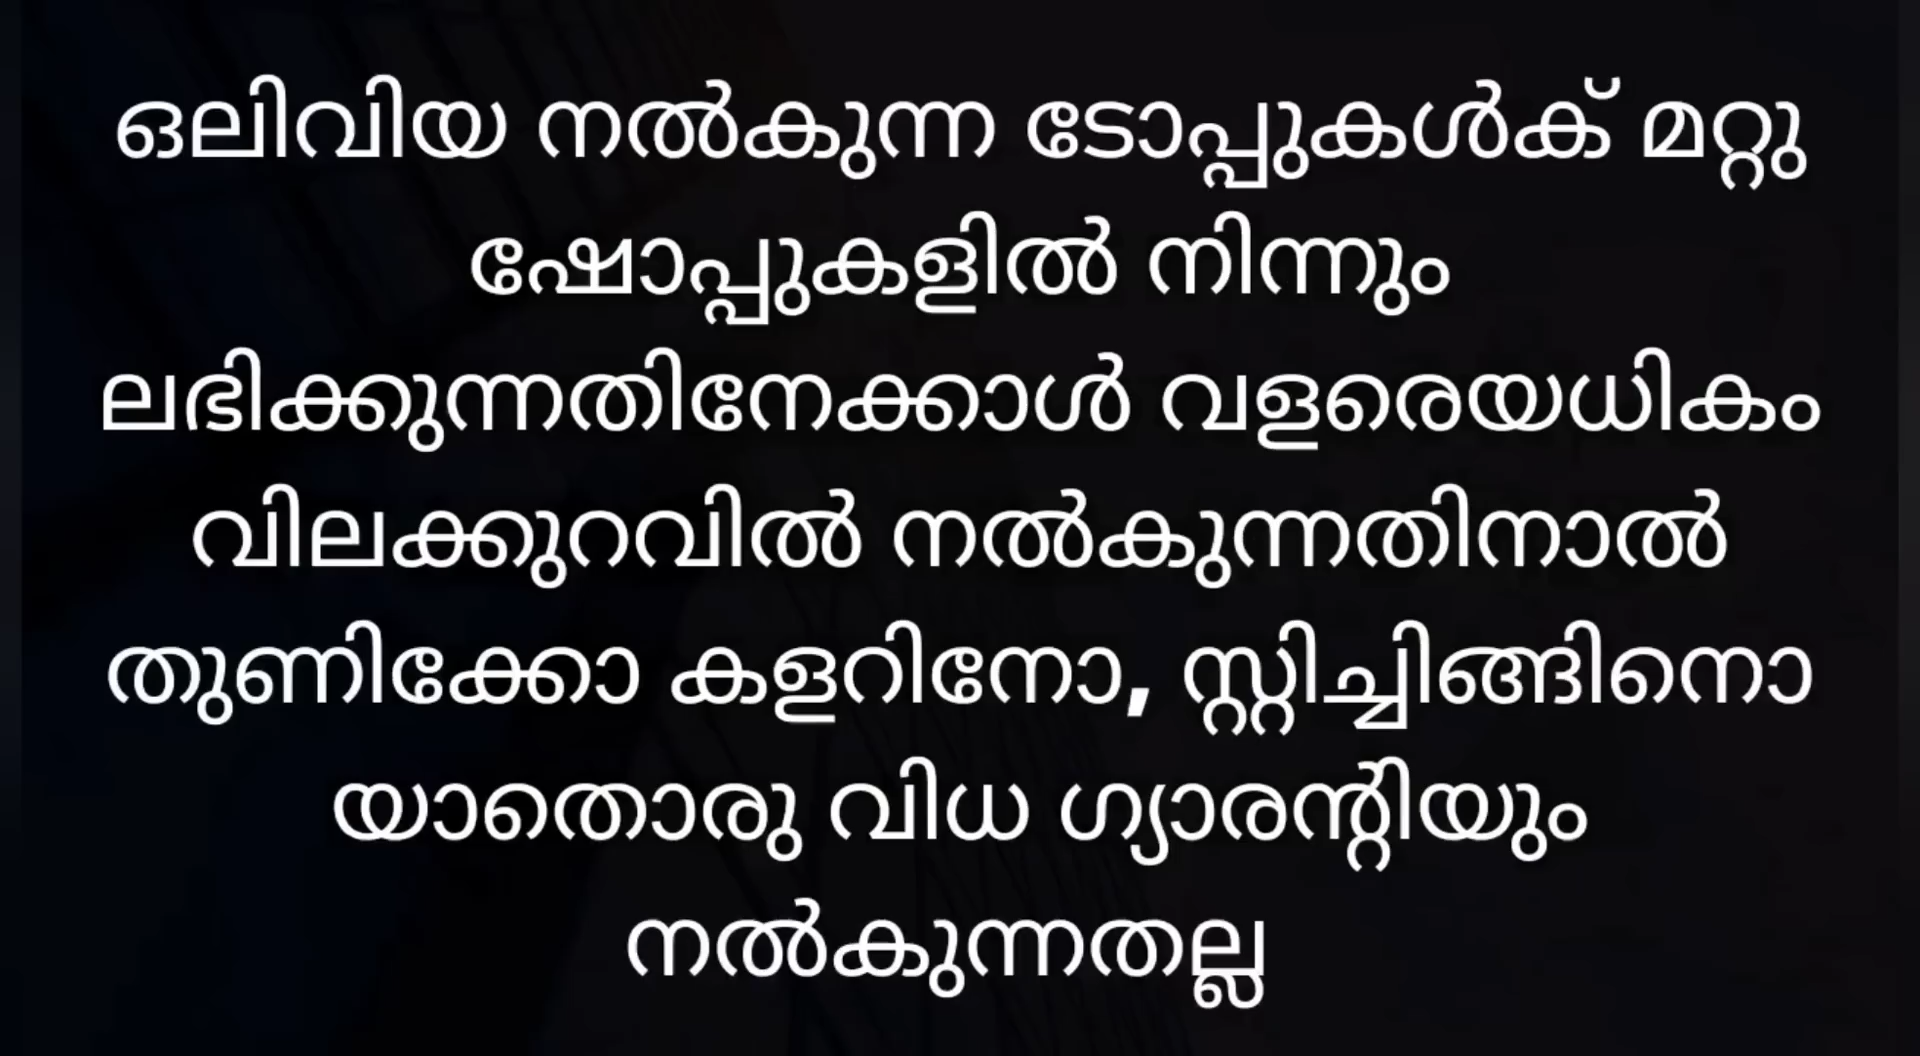 ഒലിവിയ നൽകുന്ന ടോപ്പുകൾക് മറ്റു
ഷോപ്പുകളിൽ നിന്നും
ലഭിക്കുന്നതിനേക്കാൾ വളരെയധികം
വിലക്കുറവിൽ നൽകുന്നതിനാൽ
തുണിക്കോ കളറിനോ, സ്റ്റിച്ചിങ്ങിനൊ
യാതൊരു വിധ ഗ്യാരന്റിയും
നൽകുന്നതല്ല